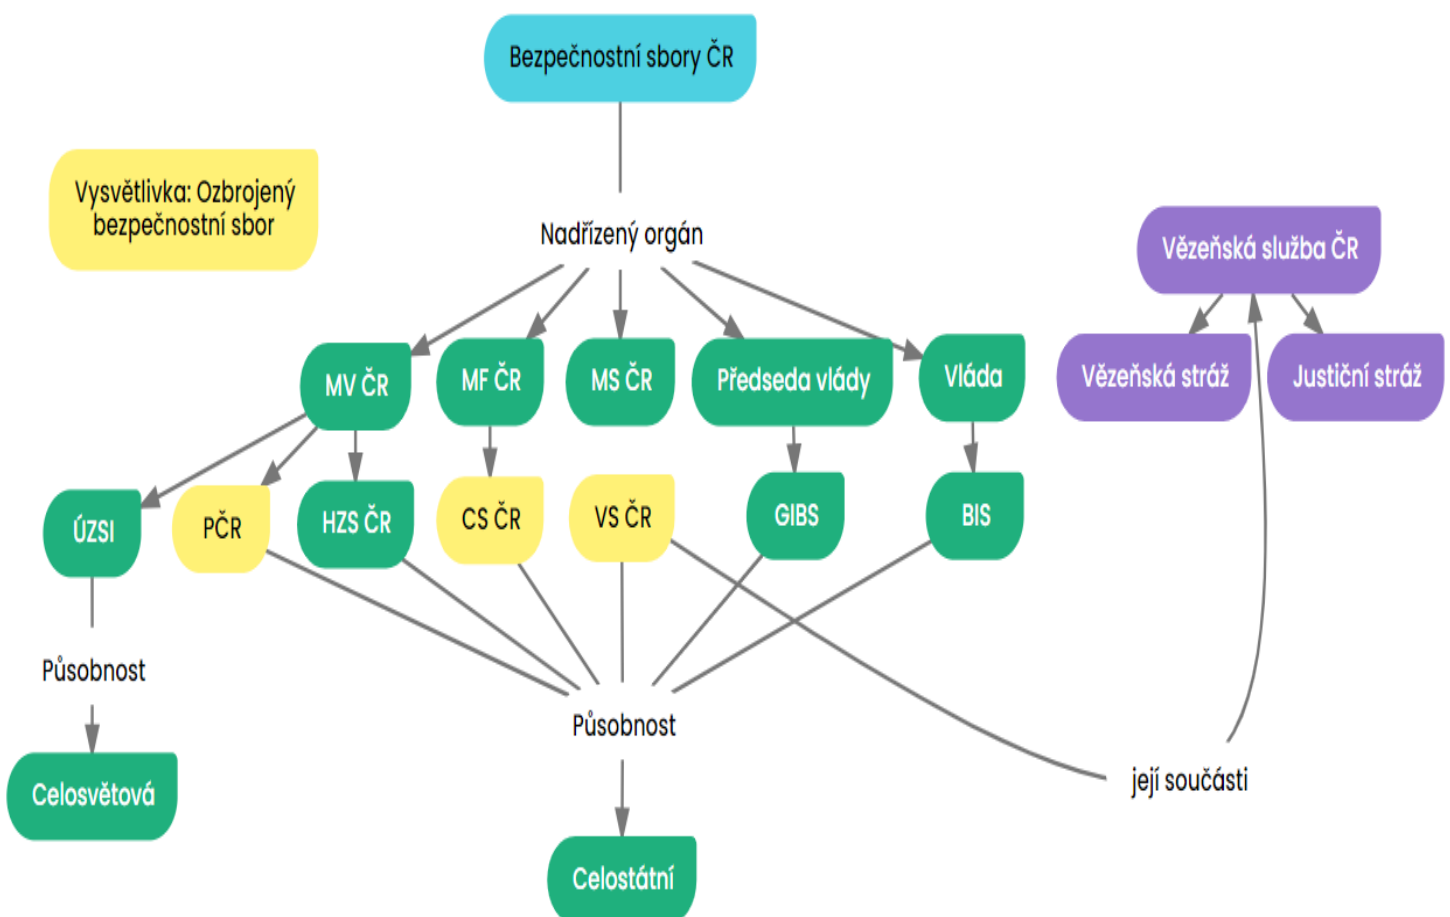 Bezpečnostní sbory ČR
Vysvětlivka: Ozbrojený
bezpečnostní sbor
Nadřízený orgán
Vězeňská služba ČR
MV ČR
MF ČR
MS ČR
Předseda vlády
Vláda
Vězeňská stráž
Justiční stráž
ÚZSI
PČR
HZS ČR
CS ČR
VS ČR
GIBS
BIS
Působnost
Působnost
její součásti
Celosvětová
Celostátní